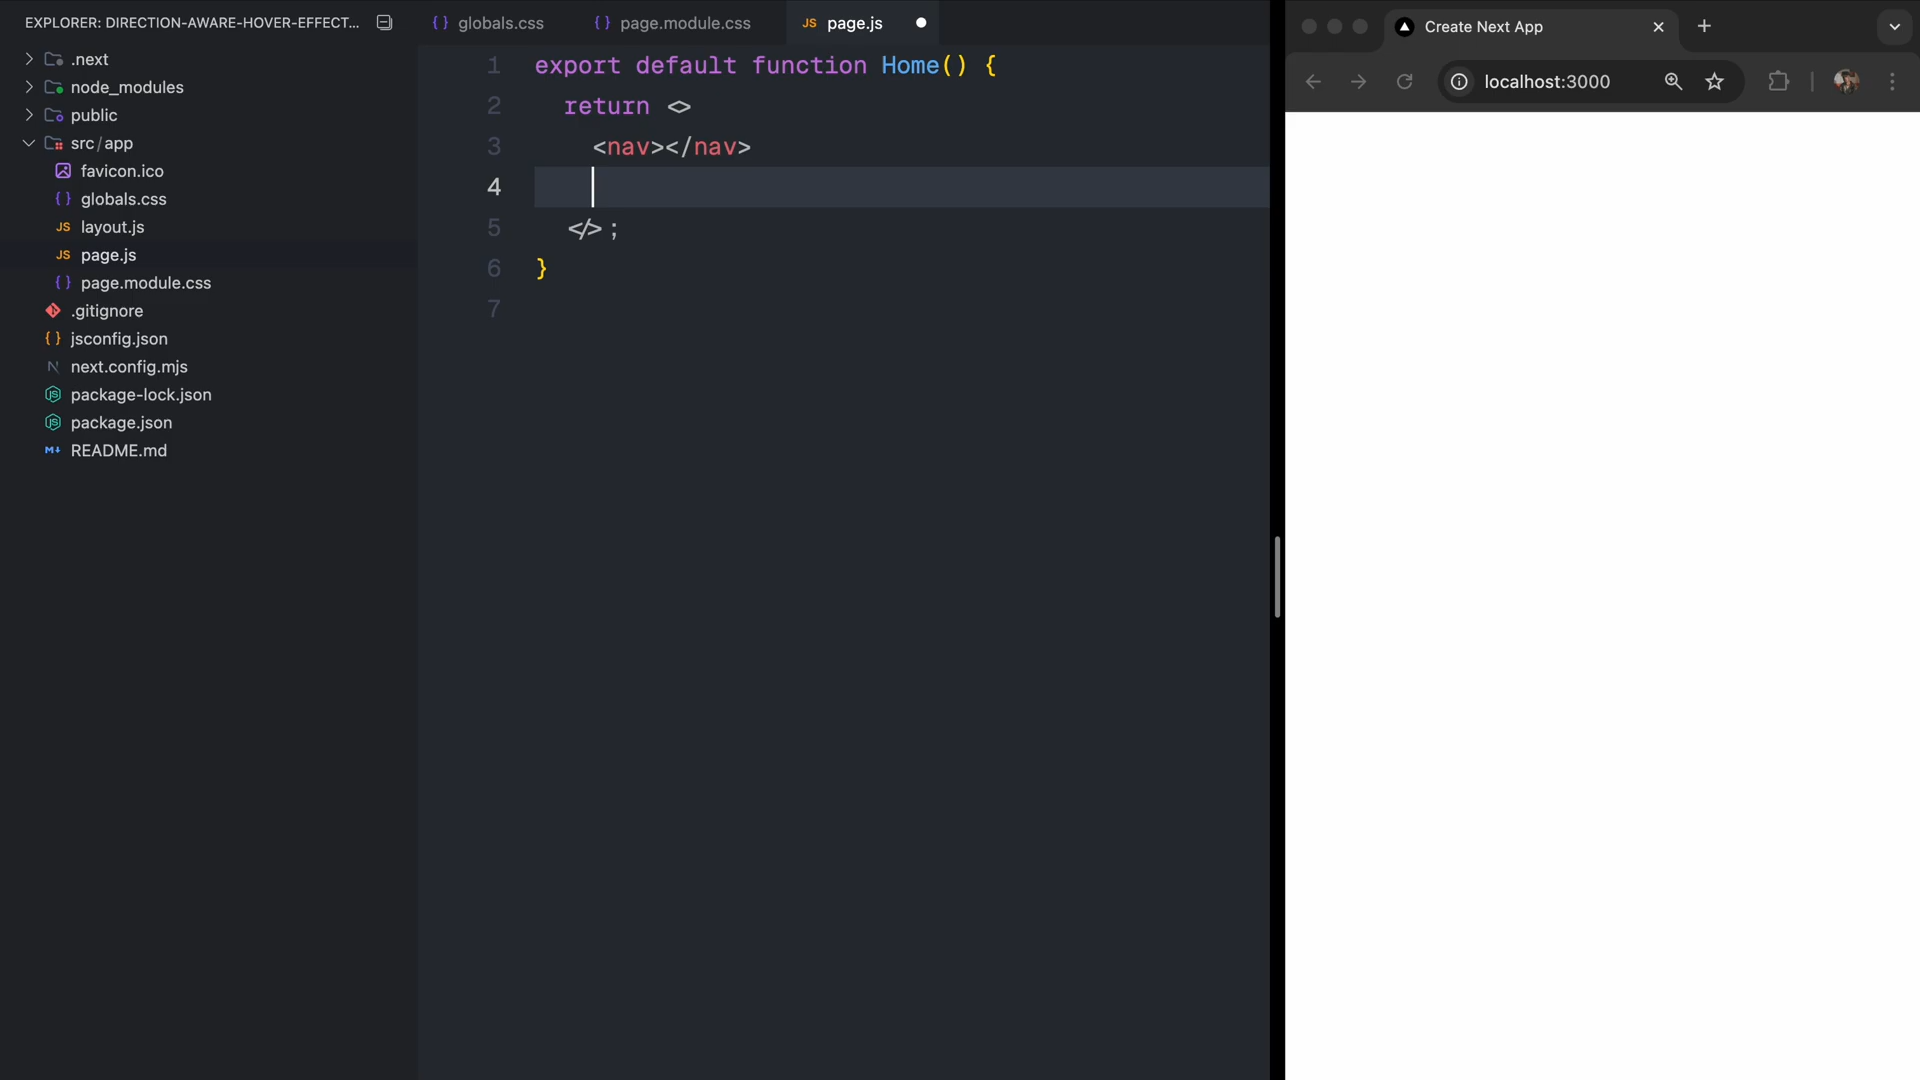 EXPLORER: DIRECTION-AWARE-HOVER-EFFECT...
.next
node_modules
public
src/app
favicon.ico
globals.css
JS layout.js
JS page.js
page.module.css
.gitignore
jsconfig.json
next.config.mjs
package-lock.json
package.json
README.md
globals.css
page.module.css
JS page.js
1 export default function Home() {
2 return <>
3 <nav></nav>
4
5 </>;
6 }
7
Create Next App
localhost:3000